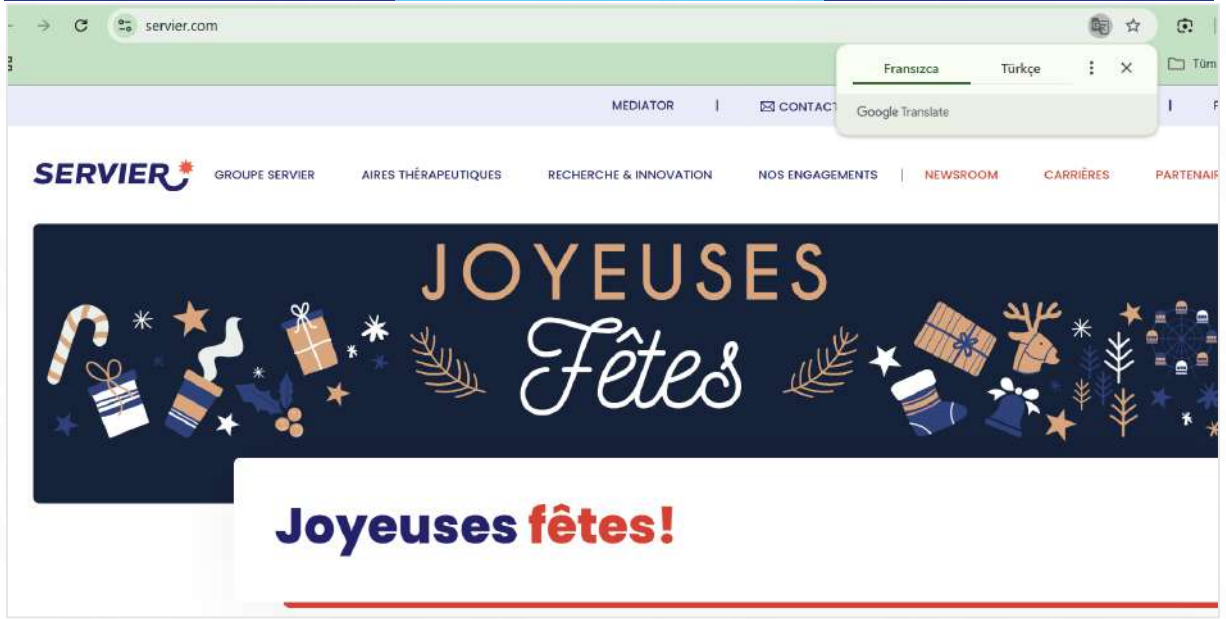 servier.com
Fransızca Türkçe
Tüm
Google Translate
MEDIATOR | CONTACT | F
SERVIER GROUPE SERVIER AIRES THÉRAPEUTIQUES RECHERCHE & INNOVATION NOS ENGAGEMENTS | NEWSROOM CARRIÈRES PARTENAIR
JOYEUSES
Fêtes
Joyeuses fêtes!